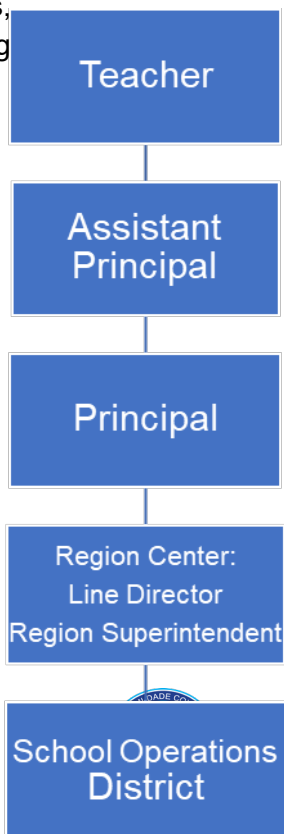 s,
g
Teacher
Assistant
Principal
Principal
Region Center:
Line Director
Region Superintendent
School Operations
District